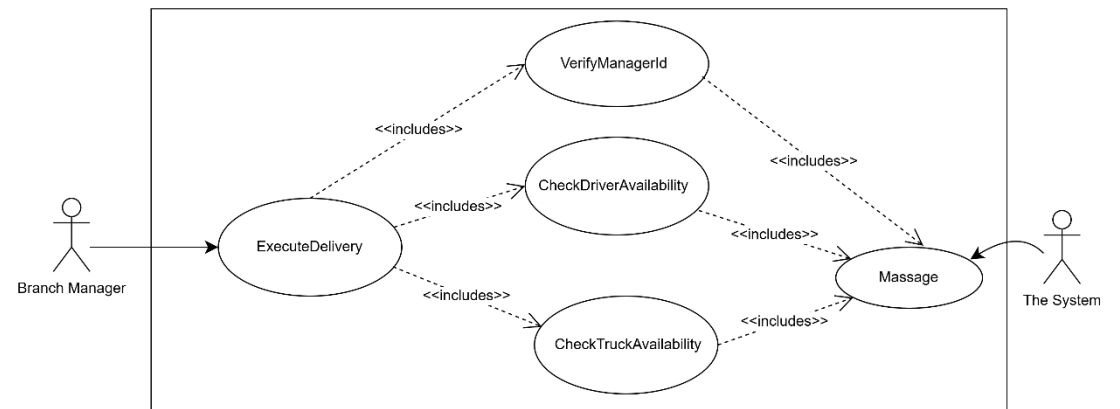 VerifyManagerId
<<includes>>
<<includes>>
CheckDriverAvailability
<<includes>>
<<includes>>
ExecuteDelivery
Branch Manager
Massage
The System
<<includes>>
<<includes>>
CheckTruckAvailability